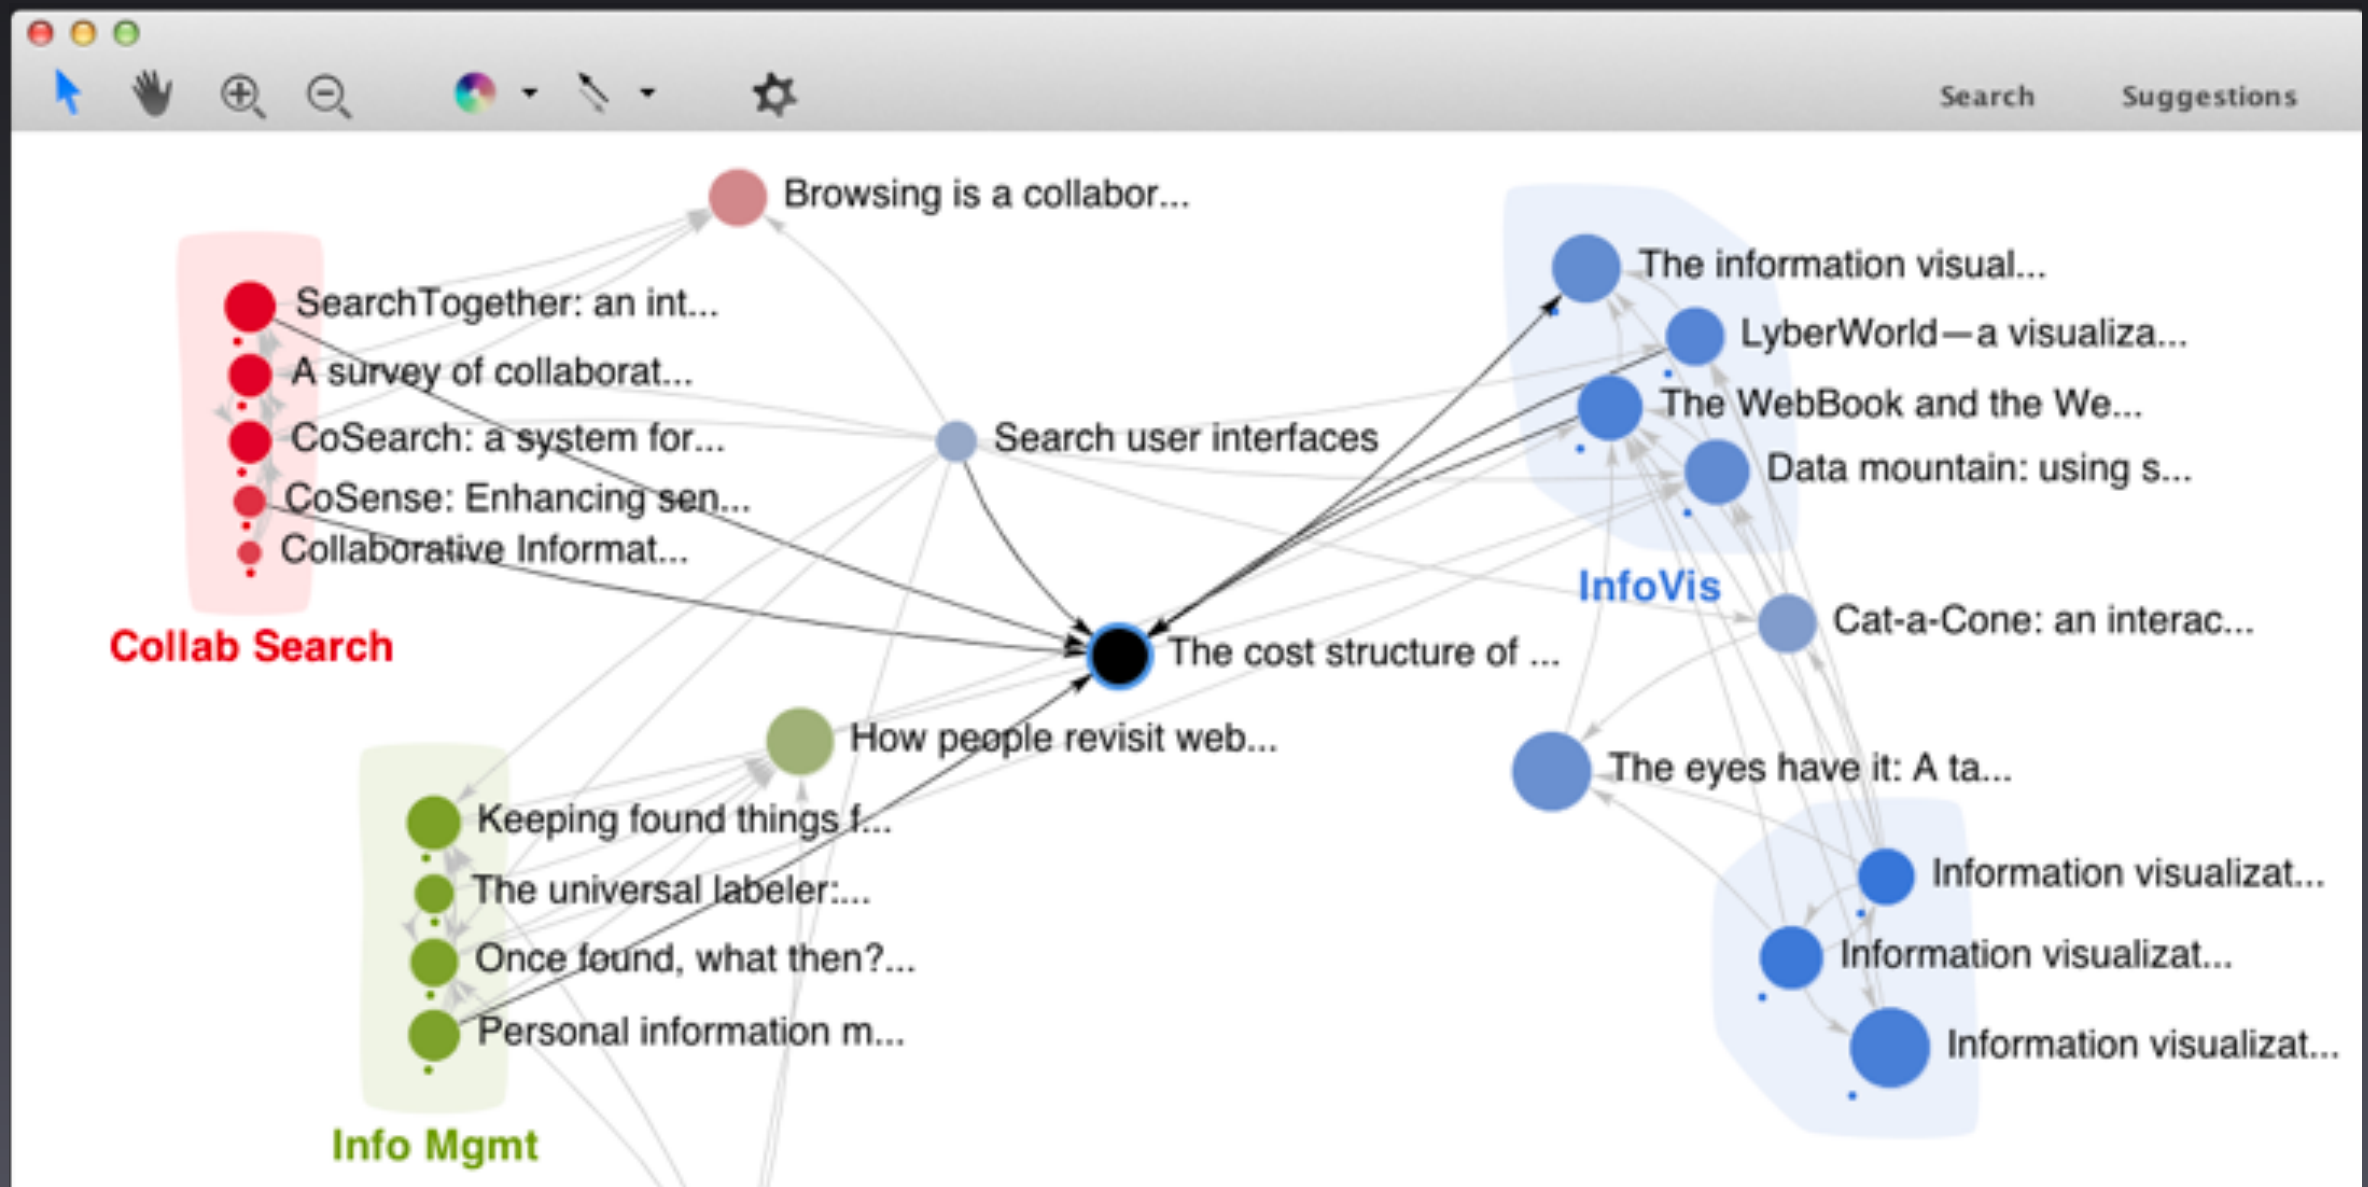 Search Suggestions
Browsing is a collabor...
The information visual...
SearchTogether: an int...
LyberWorld—a visualiza...
A survey of collaborat...
The WebBook and the We...
CoSearch: a system for...
Search user interfaces
Data mountain: using s...
CoSense: Enhancing sen...
Collaborative Informat...
InfoVis
Cat-a-Cone: an interac...
Collab Search
The cost structure of ...
How people revisit web...
The eyes have it: A ta...
Keeping found things f...
Information visualizat...
The universal labeler:...
Once found, what then?...
Information visualizat...
Personal information m...
Information visualizat...
Info Mgmt